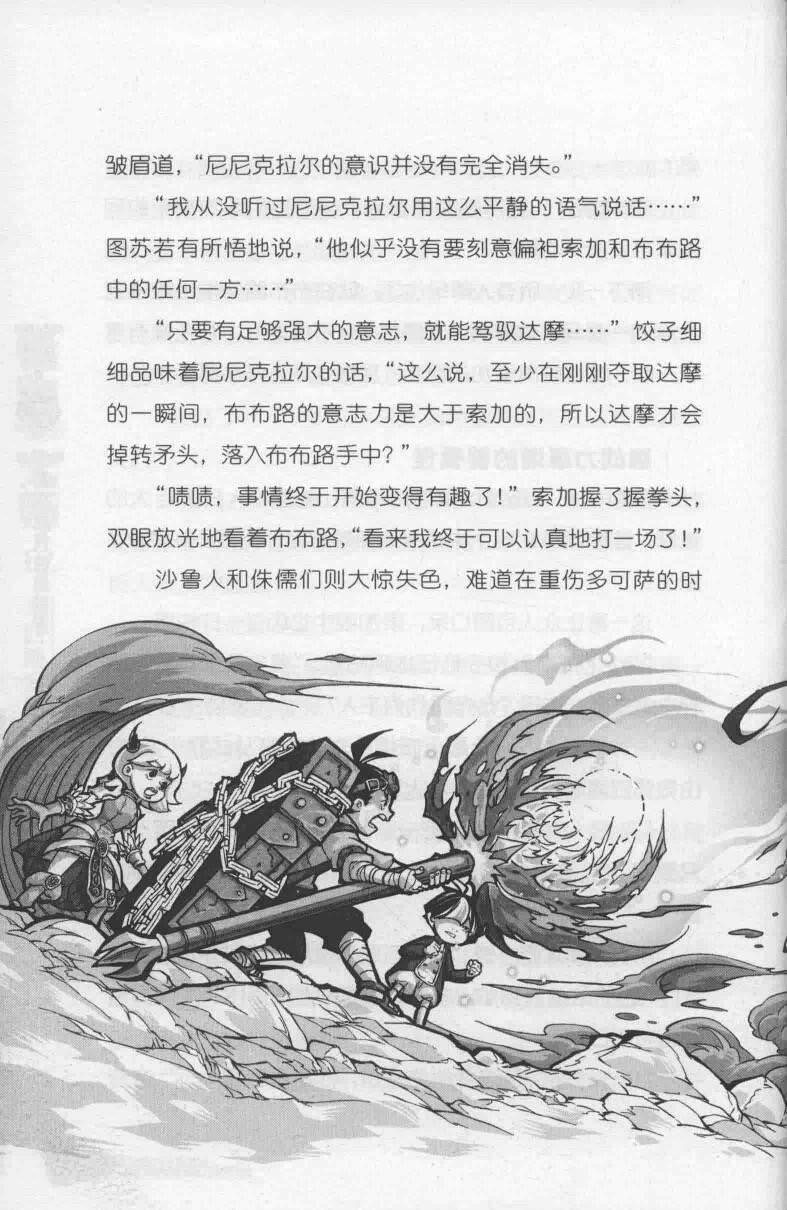 皱眉道，“尼尼克拉尔的意识并没有完全消失。”
“我从没听过尼尼克拉尔用这么平静的语气说话……”
图苏若有所悟地说，“他似乎没有要刻意偏袒索加和布布路
中的任何一方……”
“只要有足够强大的意志，就能驾驭达摩……”饺子细
细品味着尼尼克拉尔的话，“这么说，至少在刚刚夺取达摩
的一瞬间，布布路的意志力是大于索加的，所以达摩才会
掉转矛头，落入布布路手中？”
“啧啧，事情终于开始变得有趣了！”索加握了握拳头，
双眼放光地看着布布路，“看来我终于可以认真地打一场了！”
沙鲁人和侏儒们则大惊失色，难道在重伤多可萨的时